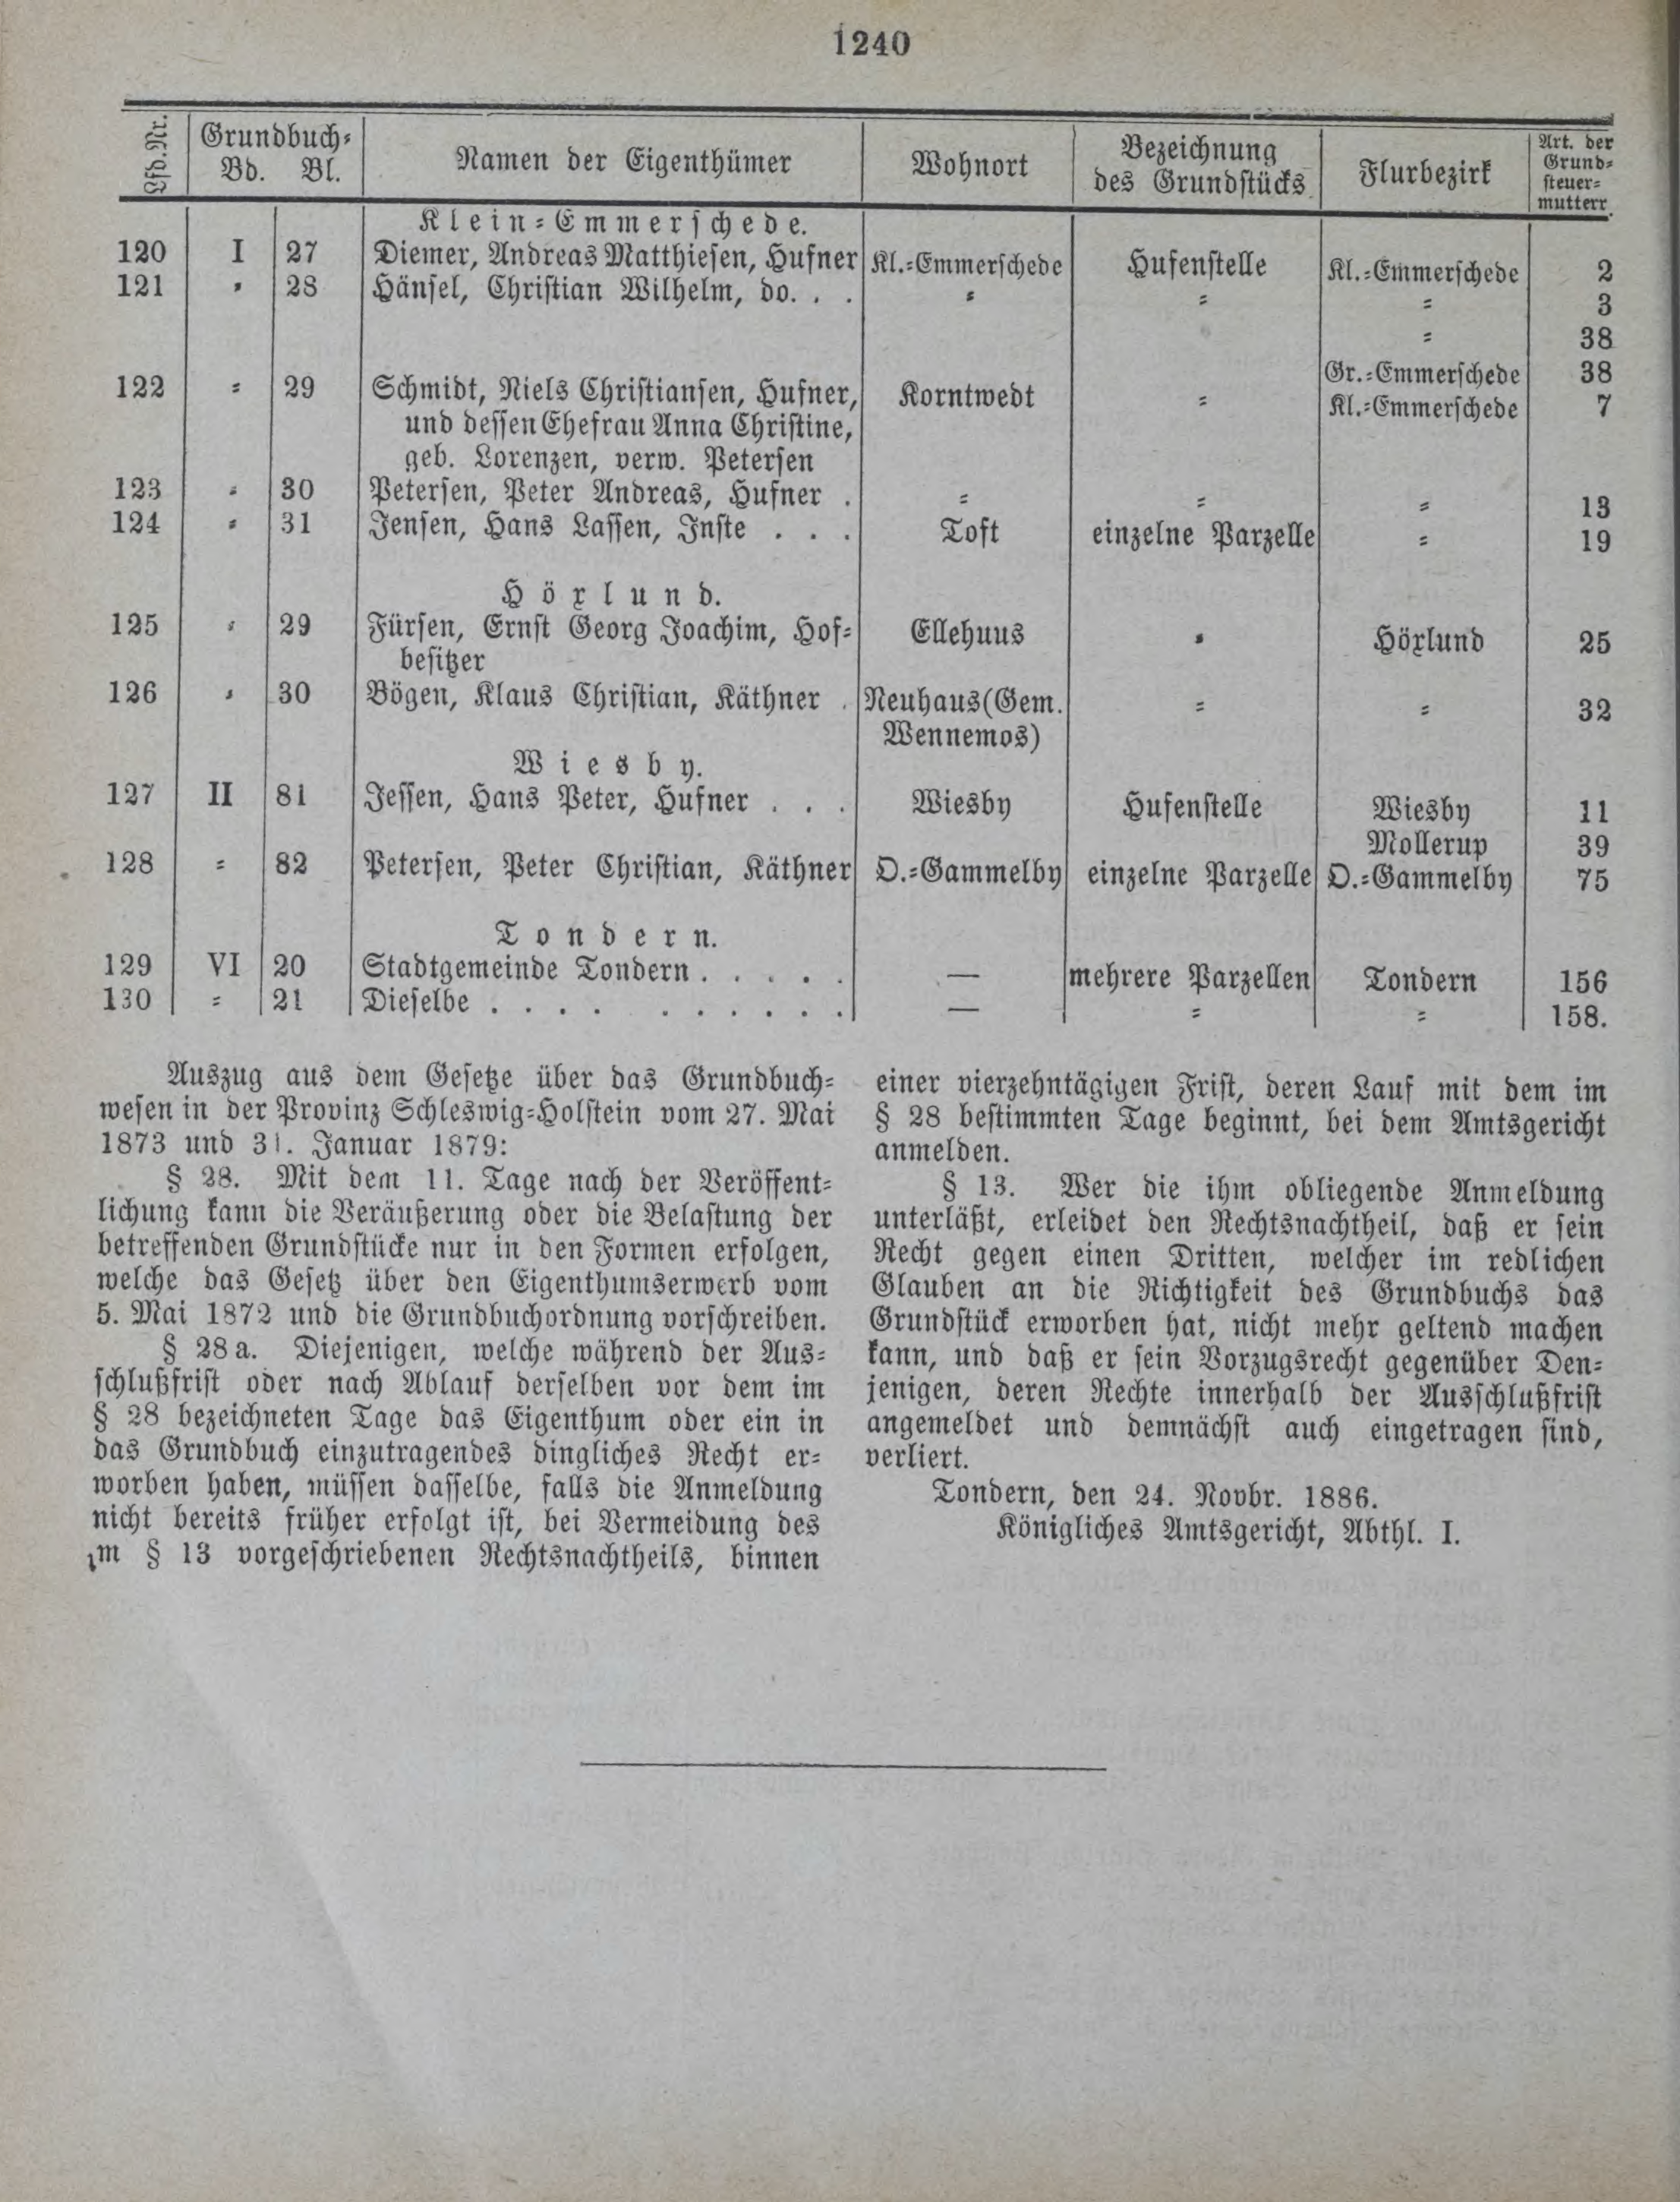 1240
Lfd. Nr. Grundbuch= Bd. Bl. Namen der Eigenthümer Wohnort Bezeichnung des Grundstücks Flurbezirk Art. der Grund=steuer=mutterr.
Klein=Emmerschede.
120 I 27 Diemer, Andreas Matthiesen, Hufner Kl.=Emmerschede Hufenstelle Kl.=Emmerschede 2
121 = 28 Hänsel, Christian Wilhelm, do. . . = = = 3
= 38
Gr.=Emmerschede 38
122 = 29 Schmidt, Niels Christiansen, Hufner, Korntwedt = Kl.=Emmerschede 7
und dessen Ehefrau Anna Christine,
geb. Lorenzen, verw. Petersen
123 = 30 Petersen, Peter Andreas, Hufner . = = = 13
124 = 31 Jensen, Hans Lassen, Inste . . . Toft einzelne Parzelle = 19
Hörlund.
125 = 29 Fürsen, Ernst Georg Joachim, Hof= Ellehuus = Hörlund 25
besitzer
126 = 30 Bögen, Klaus Christian, Käthner . Neuhaus(Gem. = = 32
Wennemos)
Wiesby.
127 II 81 Jessen, Hans Peter, Hufner . . . Wiesby Hufenstelle Wiesby 11
Mollerup 39
128 = 82 Petersen, Peter Christian, Käthner O.=Gammelby einzelne Parzelle O.=Gammelby 75
Tondern.
129 VI 20 Stadtgemeinde Tondern . . . . . — mehrere Parzellen Tondern 156
130 = 21 Dieselbe . . . . . . . . . . — = = 158.
Auszug aus dem Gesetze über das Grundbuch=
wesen in der Provinz Schleswig=Holstein vom 27. Mai
1873 und 31. Januar 1879:
§ 28. Mit dem 11. Tage nach der Veröffent=
lichung kann die Veräußerung oder die Belastung der
betreffenden Grundstücke nur in den Formen erfolgen,
welche das Gesetz über den Eigenthumserwerb vom
5. Mai 1872 und die Grundbuchordnung vorschreiben.
§ 28 a. Diejenigen, welche während der Aus=
schlußfrist oder nach Ablauf derselben vor dem im
§ 28 bezeichneten Tage das Eigenthum oder ein in
das Grundbuch einzutragendes dingliches Recht er=
worben haben, müssen dasselbe, falls die Anmeldung
nicht bereits früher erfolgt ist, bei Vermeidung des
im § 13 vorgeschriebenen Rechtsnachtheils, binnen
einer vierzehntägigen Frist, deren Lauf mit dem im
§ 28 bestimmten Tage beginnt, bei dem Amtsgericht
anmelden.
§ 13. Wer die ihm obliegende Anmeldung
unterläßt, erleidet den Rechtsnachtheil, daß er sein
Recht gegen einen Dritten, welcher im redlichen
Glauben an die Richtigkeit des Grundbuchs das
Grundstück erworben hat, nicht mehr geltend machen
kann, und daß er sein Vorzugsrecht gegenüber Den=
jenigen, deren Rechte innerhalb der Ausschlußfrist
angemeldet und demnächst auch eingetragen sind,
verliert.
Tondern, den 24. Novbr. 1886.
Königliches Amtsgericht, Abthl. I.